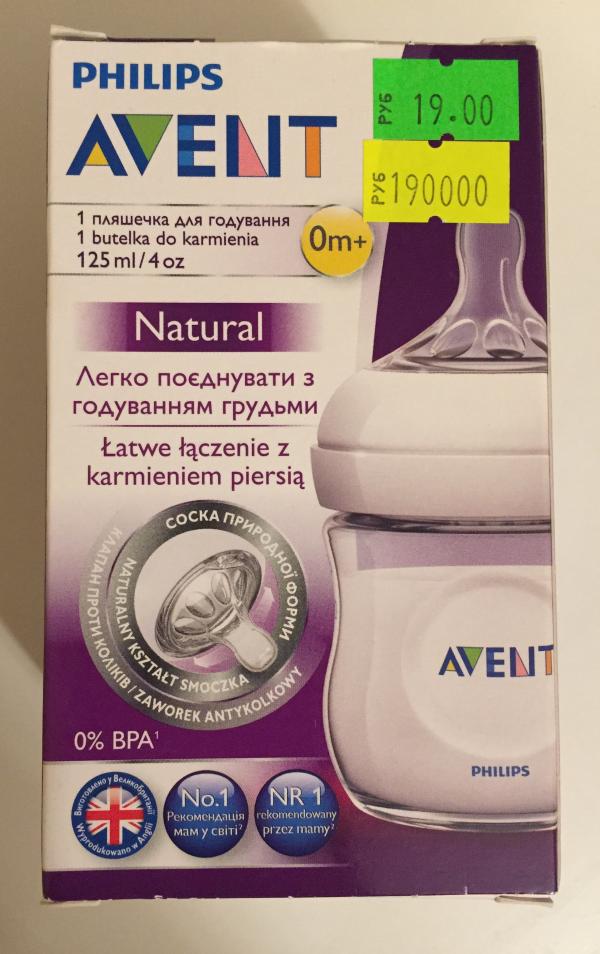 PHILIPS
AVENT
РУБ 19.00
РУБ 190000
1 пляшечка для годування
1 butelka do karmienia
125 ml / 4 oz
0m+
Natural
Легко поєднувати з
годуванням грудьми
Łatwe łączenie z
karmieniem piersią
СОСКА ПРИРОДНОЇ ФОРМИ
NATURALNY KSZTAŁT SMOCZKA
КЛАПАН ПРОТИ КОЛІКІВ / ZAWOREK ANTYKOLKOWY
0% BPA¹
AVENT
PHILIPS
Виготовлено у Великобританії
Wyprodukowano w Anglii
No.1
Рекомендація
мам у світі²
NR 1
rekomendowany
przez mamy²